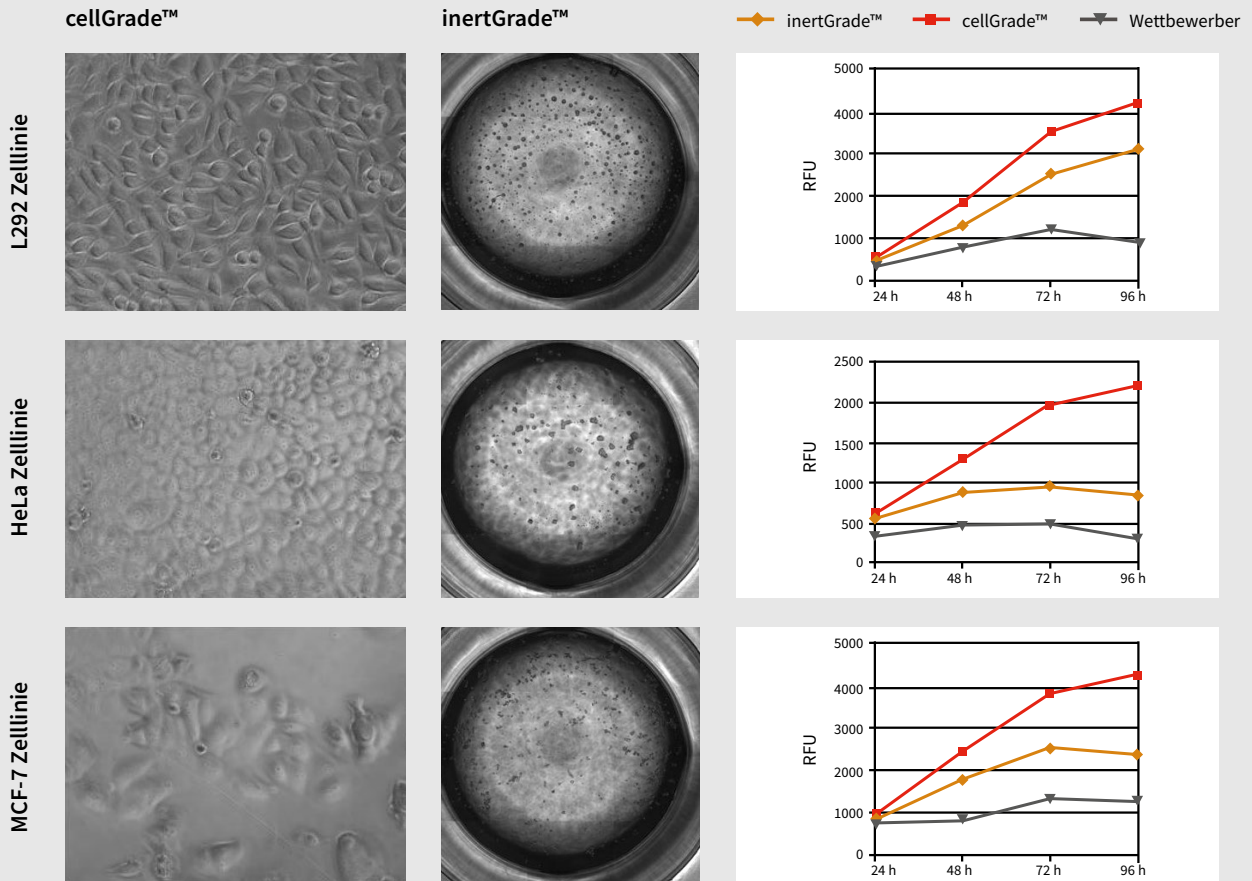 cellGrade™
inertGrade™
inertGrade™
cellGrade™
Wettbewerber
L292 Zelllinie
RFU
5000
4000
3000
2000
1000
0
24 h
48 h
72 h
96 h
HeLa Zelllinie
RFU
2500
2000
1500
1000
500
0
24 h
48 h
72 h
96 h
MCF-7 Zelllinie
RFU
5000
4000
3000
2000
1000
0
24 h
48 h
72 h
96 h